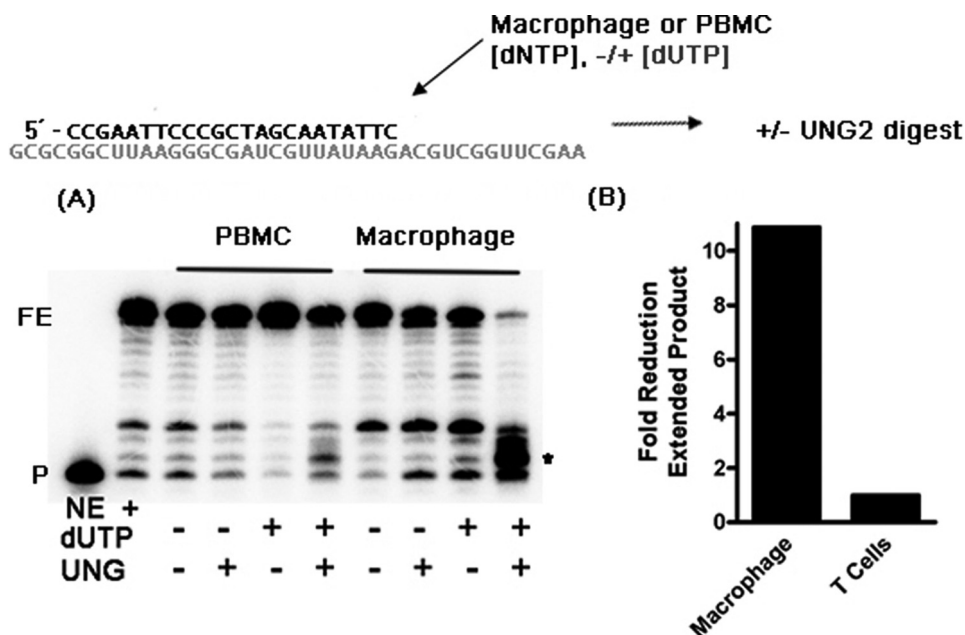 Macrophage or PBMC
[dNTP], -/+ [dUTP]
5´ - CCGAATTCCCGCTAGCAATATTC
GCGCGGCUUAAGGGCGAUCGUUAUAAGACGUCGGUUCGAA
+/- UNG2 digest
(A)
PBMC Macrophage
FE
P
*
NE +
dUTP - - + + - - + +
UNG - + - + - + - +
(B)
Fold Reduction
Extended Product
10
8
6
4
2
0
Macrophage
T Cells